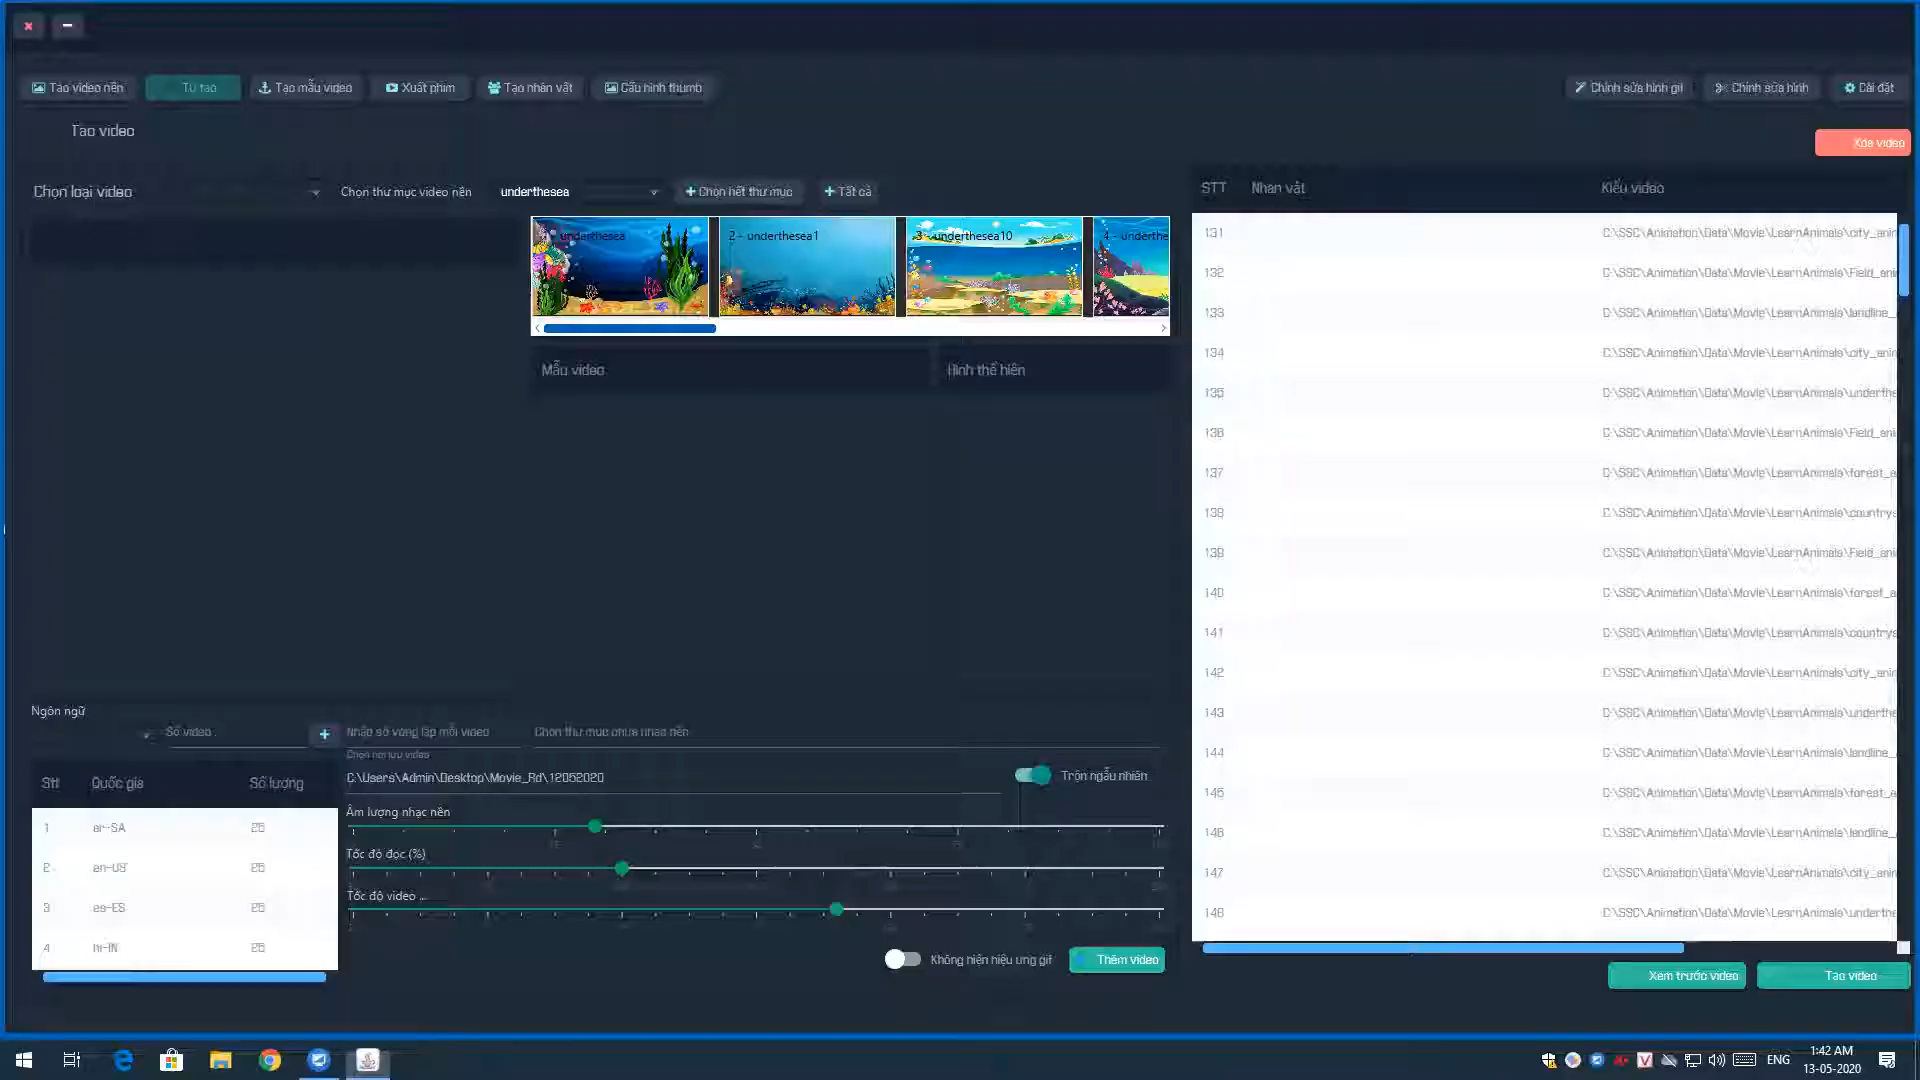 Tạo video nền
Tự tạo
Tạo mẫu video
Xuất phim
Tạo nhân vật
Cấu hình thumb
Chỉnh sửa hình gif
Chỉnh sửa hình
Cài đặt
Tạo video
Xóa video
Chọn loại video
Chọn thư mục video nền
underthesea
Chọn hết thư mục
Tất cả
underthesea
2 - underthesea1
3 - underthesea10
4 - underthe
Mẫu video
Hình thể hiện
STT Nhân vật Kiểu video
131 C:\SSC\Animation\Data\Movie\LearnAnimals\city_ani
132 C:\SSC\Animation\Data\Movie\LearnAnimals\Field_ani
133 C:\SSC\Animation\Data\Movie\LearnAnimals\landline_
134 C:\SSC\Animation\Data\Movie\LearnAnimals\city_ani
135 C:\SSC\Animation\Data\Movie\LearnAnimals\underthe
136 C:\SSC\Animation\Data\Movie\LearnAnimals\Field_ani
137 C:\SSC\Animation\Data\Movie\LearnAnimals\forest_a
138 C:\SSC\Animation\Data\Movie\LearnAnimals\countrys
139 C:\SSC\Animation\Data\Movie\LearnAnimals\Field_ani
140 C:\SSC\Animation\Data\Movie\LearnAnimals\forest_a
141 C:\SSC\Animation\Data\Movie\LearnAnimals\countrys
142 C:\SSC\Animation\Data\Movie\LearnAnimals\city_ani
143 C:\SSC\Animation\Data\Movie\LearnAnimals\underthe
144 C:\SSC\Animation\Data\Movie\LearnAnimals\landline_
145 C:\SSC\Animation\Data\Movie\LearnAnimals\forest_a
146 C:\SSC\Animation\Data\Movie\LearnAnimals\landline_
147 C:\SSC\Animation\Data\Movie\LearnAnimals\city_ani
148 C:\SSC\Animation\Data\Movie\LearnAnimals\underthe
Ngôn ngữ
Số video .
Nhập số vòng lặp mỗi video
Chọn thư mục chứa nhạc nền
Stt Quốc gia Số lượng
1 ar-SA 26
2 en-US 26
3 es-ES 26
4 hi-IN 26
Chọn nơi lưu video
C:\Users\Admin\Desktop\Movie_Rd\12052020
Trộn ngẫu nhiên
Âm lượng nhạc nền
Tốc độ đọc (%)
Tốc độ video ...
Không hiện hiệu ứng gif
Thêm video
Xem trước video
Tạo video
ENG
1:42 AM
13-05-2020